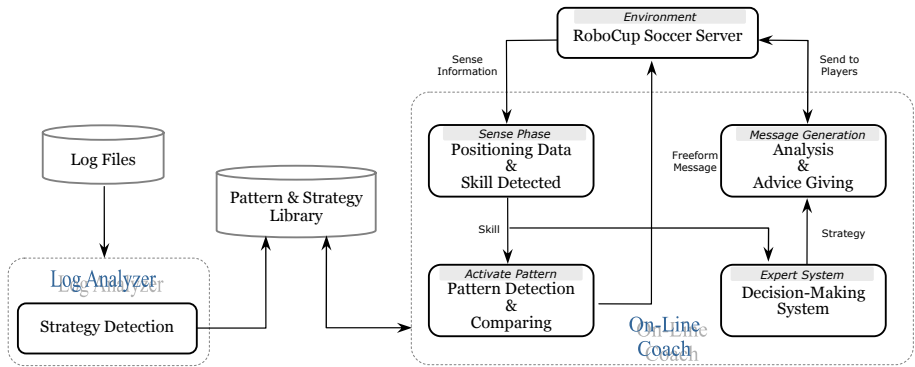 Environment
RoboCup Soccer Server
Sense
Information
Send to
Players
Log Files
Pattern & Strategy
Library
Log Analyzer
Strategy Detection
Sense Phase
Positioning Data
&
Skill Detected
Freeform
Message
Message Generation
Analysis
&
Advice Giving
Skill
Strategy
Activate Pattern
Pattern Detection
&
Comparing
Expert System
Decision-Making
System
On-Line
Coach